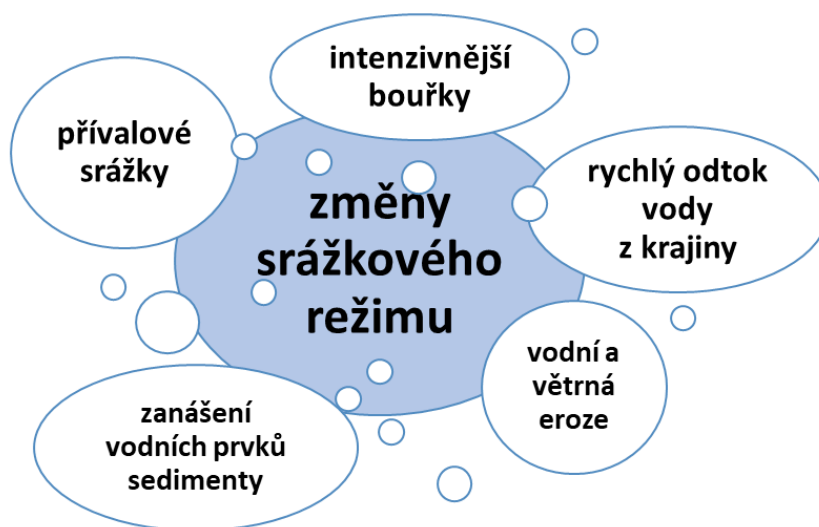 intenzivnější
bouřky
přívalové
srážky
rychlý odtok
vody
z krajiny
změny
srážkového
režimu
vodní a
větrná
eroze
zanášení
vodních prvků
sedimenty